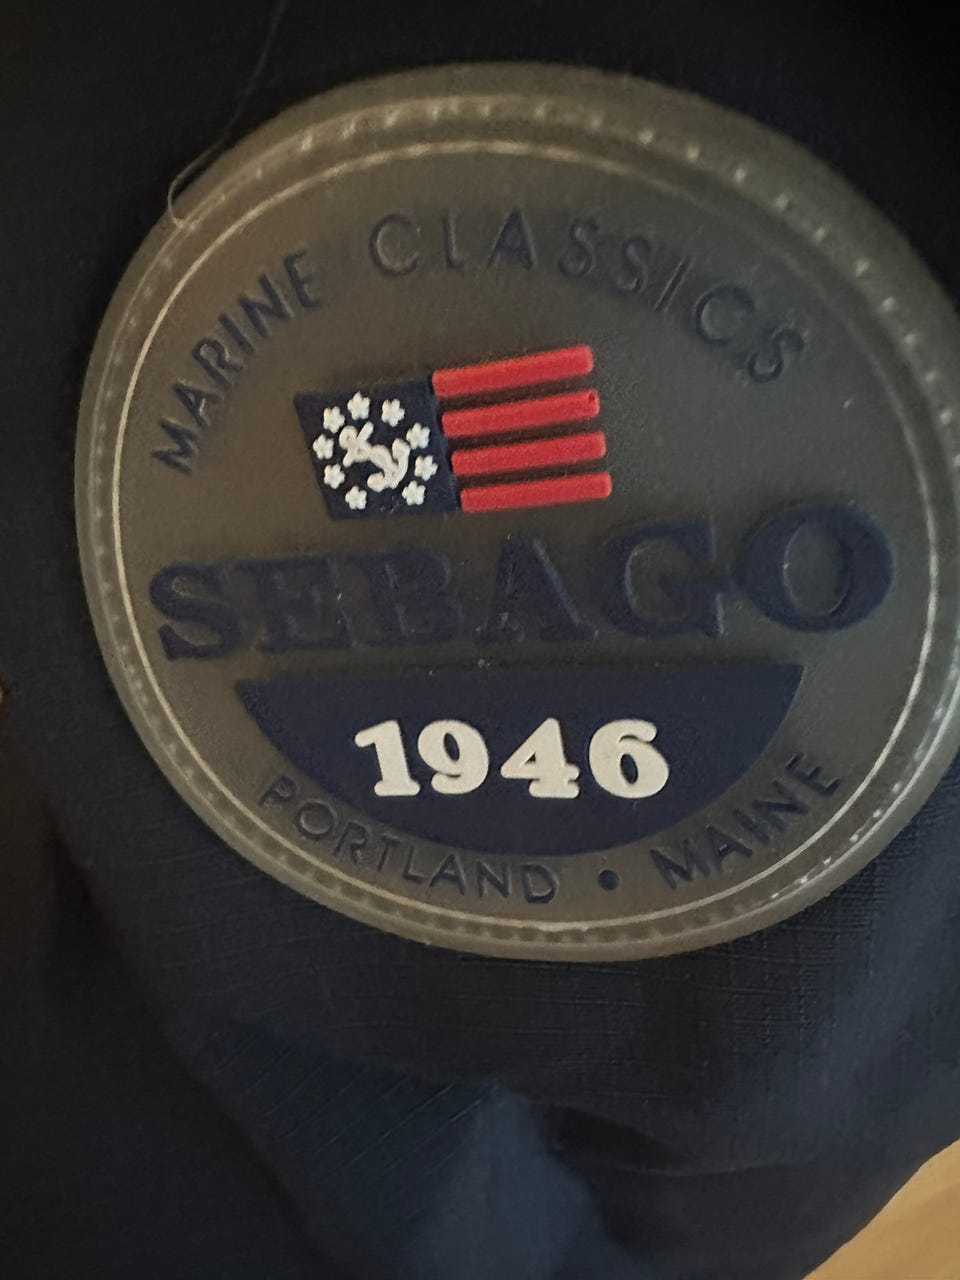 MARINE CLASSICS
SEBAGO
1946
PORTLAND • MAINE